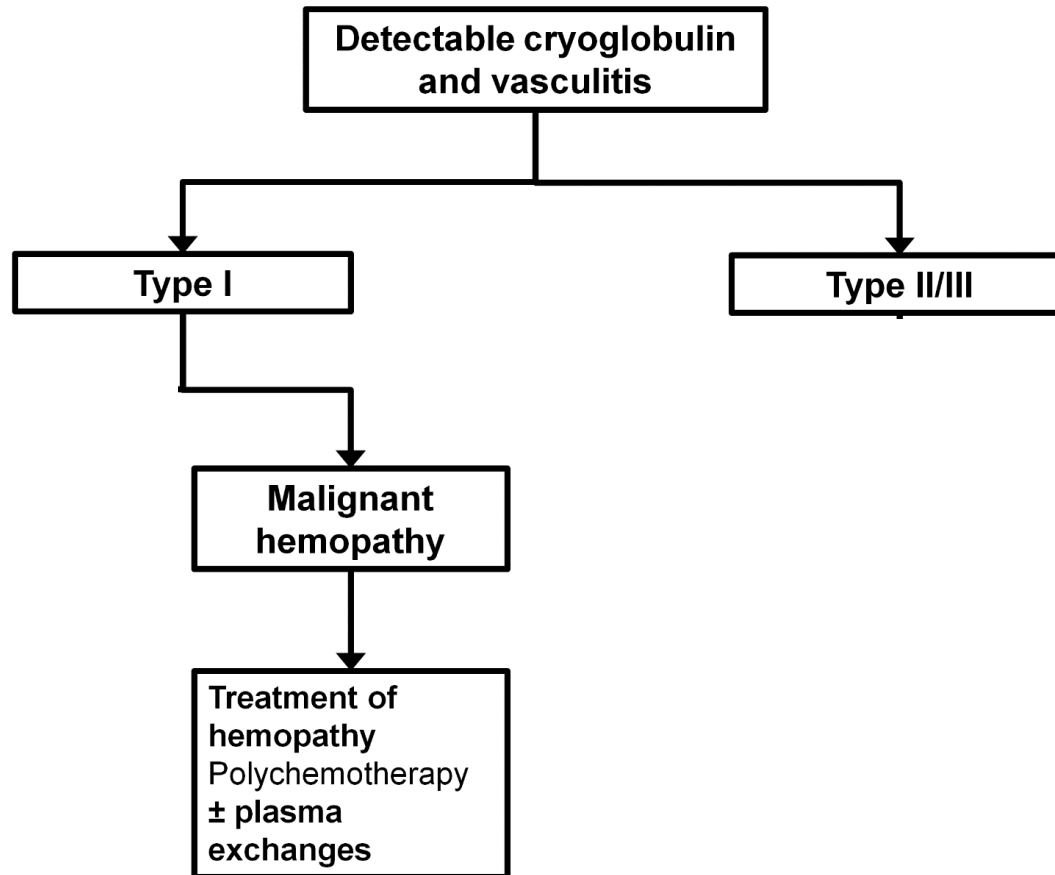 Detectable cryoglobulin
and vasculitis
Type I
Type II/III
Malignant
hemopathy
Treatment of
hemopathy
Polychemotherapy
± plasma
exchanges